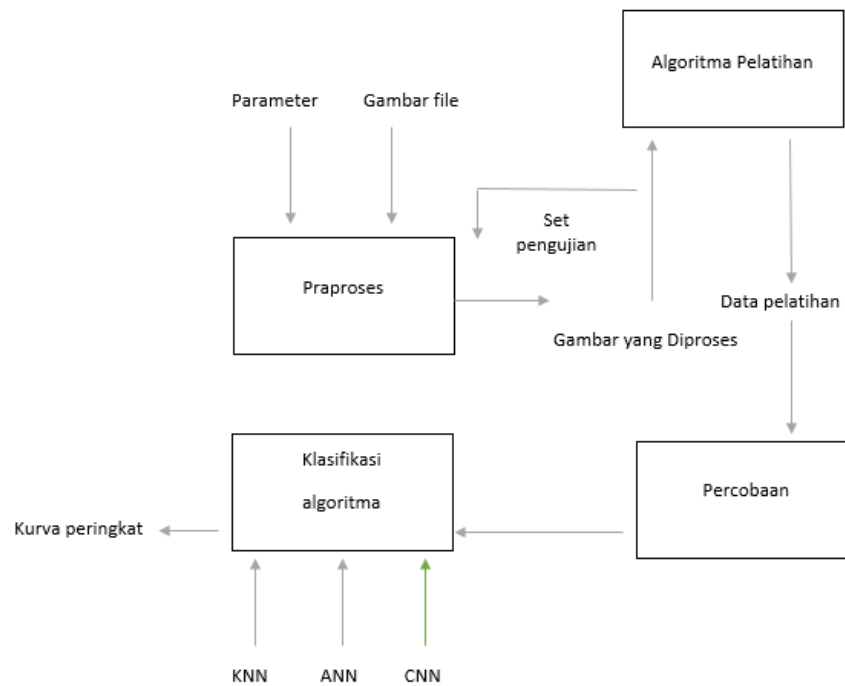 Algoritma Pelatihan
Parameter
Gambar file
Set
pengujian
Praproses
Data pelatihan
Gambar yang Diproses
Klasifikasi
algoritma
Percobaan
Kurva peringkat
KNN
ANN
CNN